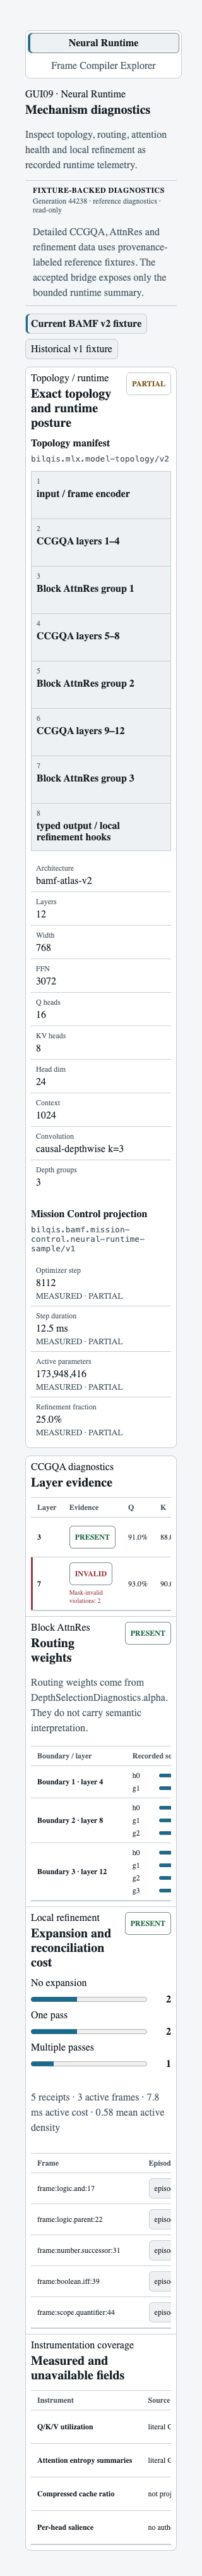 Neural Runtime
Frame Compiler Explorer
GUI09 · Neural Runtime
Mechanism diagnostics
Inspect topology, routing, attention
health and local refinement as
recorded runtime telemetry.
FIXTURE-BACKED DIAGNOSTICS
Generation 44238 · reference diagnostics ·
read-only
Detailed CCGQA, AttnRes and
refinement data uses provenance-
labeled reference fixtures. The
accepted bridge exposes only the
bounded runtime summary.
Current BAMF v2 fixture
Historical v1 fixture
Topology / runtime
PARTIAL
Exact topology
and runtime
posture
Topology manifest
bilqis.mlx.model-topology/v2
1
input / frame encoder
2
CCGQA layers 1–4
3
Block AttnRes group 1
4
CCGQA layers 5–8
5
Block AttnRes group 2
6
CCGQA layers 9–12
7
Block AttnRes group 3
8
typed output / local
refinement hooks
Architecture
bamf-atlas-v2
Layers
12
Width
768
FFN
3072
Q heads
16
KV heads
8
Head dim
24
Context
1024
Convolution
causal-depthwise k=3
Depth groups
3
Mission Control projection
bilqis.bamf.mission-
control.neural-runtime-
sample/v1
Optimizer step
8112
MEASURED · PARTIAL
Step duration
12.5 ms
MEASURED · PARTIAL
Active parameters
173,948,416
MEASURED · PARTIAL
Refinement fraction
25.0%
MEASURED · PARTIAL
CCGQA diagnostics
Layer evidence
Layer Evidence Q K
3 PRESENT 91.0% 88.
7 INVALID 93.0% 90.
Mask-invalid
violations: 2
Block AttnRes
PRESENT
Routing
weights
Routing weights come from
DepthSelectionDiagnostics.alpha.
They do not carry semantic
interpretation.
Boundary / layer Recorded
Boundary 1 · layer 4
h0
g1
Boundary 2 · layer 8
h0
g1
g2
Boundary 3 · layer 12
h0
g1
g2
g3
Local refinement
PRESENT
Expansion and
reconciliation
cost
No expansion
2
One pass
2
Multiple passes
1
5 receipts · 3 active frames · 7.8
ms active cost · 0.58 mean active
density
Frame Episod
frame:logic.and:17 episo
frame:logic.parent:22 episo
frame:number.successor:31 episo
frame:boolean.iff:39 episo
frame:scope.quantifier:44 episo
Instrumentation coverage
Measured and
unavailable fields
Instrument Source
Q/K/V utilization literal C
Attention entropy summaries literal C
Compressed cache ratio not proj
Per-head salience no auth